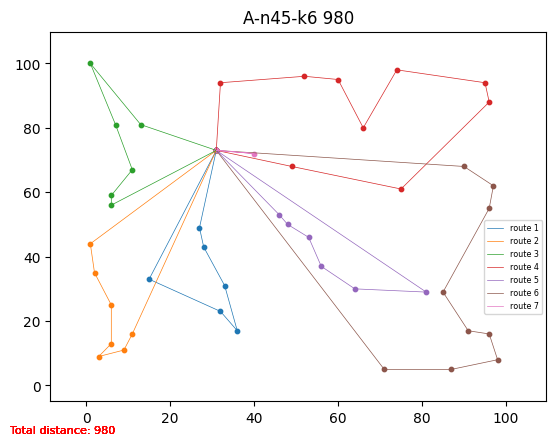 A-n45-k6 980
100
80
60
40
20
0
route 1
route 2
route 3
route 4
route 5
route 6
route 7
0 20 40 60 80 100
Total distance: 980